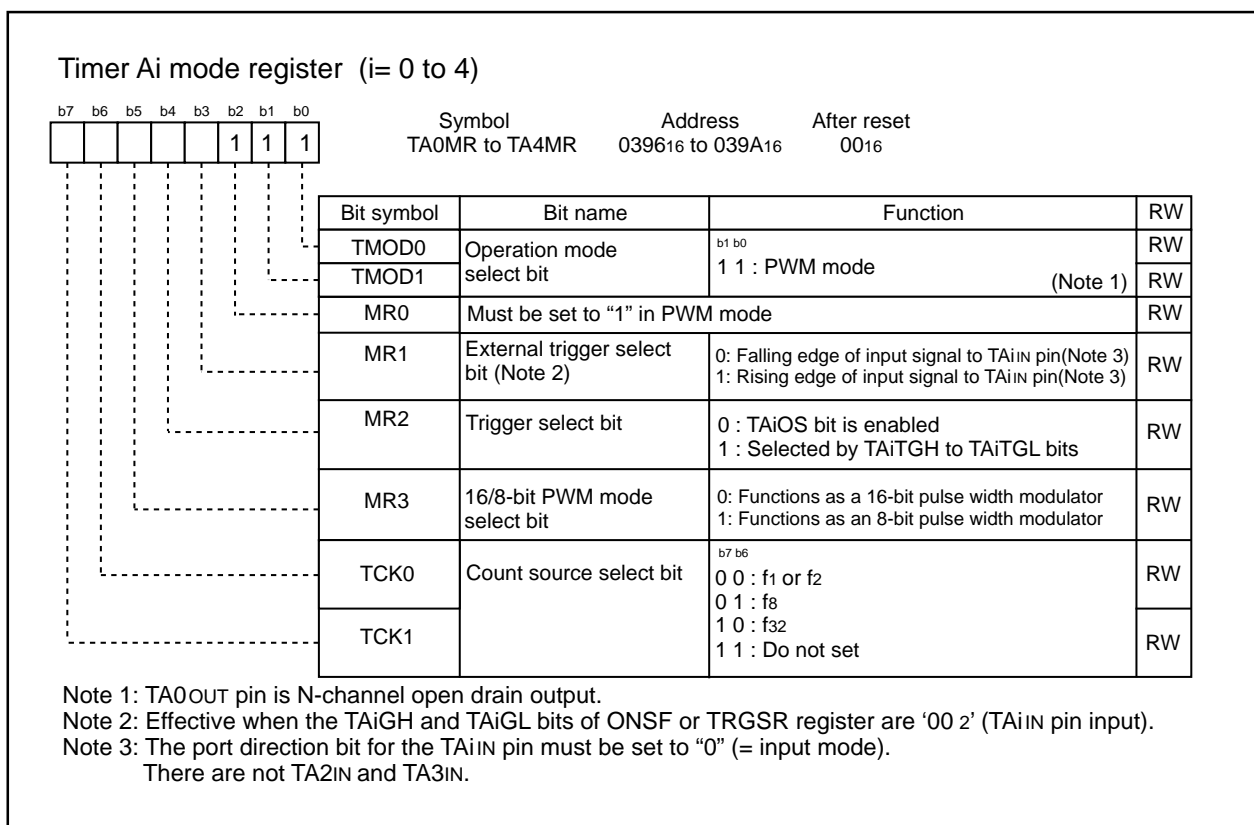 Timer Ai mode register (i= 0 to 4)
b7 b6 b5 b4 b3 b2 b1 b0
1 1 1
Symbol Address After reset
TA0MR to TA4MR 039616 to 039A16 0016
Bit symbol Bit name Function RW
TMOD0 Operation mode select bit b1 b0 RW
TMOD1 1 1 : PWM mode (Note 1) RW
MR0 Must be set to “1” in PWM mode RW
MR1 External trigger select bit (Note 2) RW
0: Falling edge of input signal to TAiIN pin(Note 3)
1: Rising edge of input signal to TAiIN pin(Note 3)
MR2 Trigger select bit RW
0 : TAiOS bit is enabled
1 : Selected by TAiTGH to TAiTGL bits
MR3 16/8-bit PWM mode select bit RW
0: Functions as a 16-bit pulse width modulator
1: Functions as an 8-bit pulse width modulator
TCK0 Count source select bit RW
b7 b6
0 0 : f1 or f2
0 1 : f8
1 0 : f32
1 1 : Do not set
TCK1 RW
Note 1: TA0OUT pin is N-channel open drain output.
Note 2: Effective when the TAiGH and TAiGL bits of ONSF or TRGSR register are ‘00 2’ (TAiIN pin input).
Note 3: The port direction bit for the TAiIN pin must be set to “0” (= input mode).
There are not TA2IN and TA3IN.